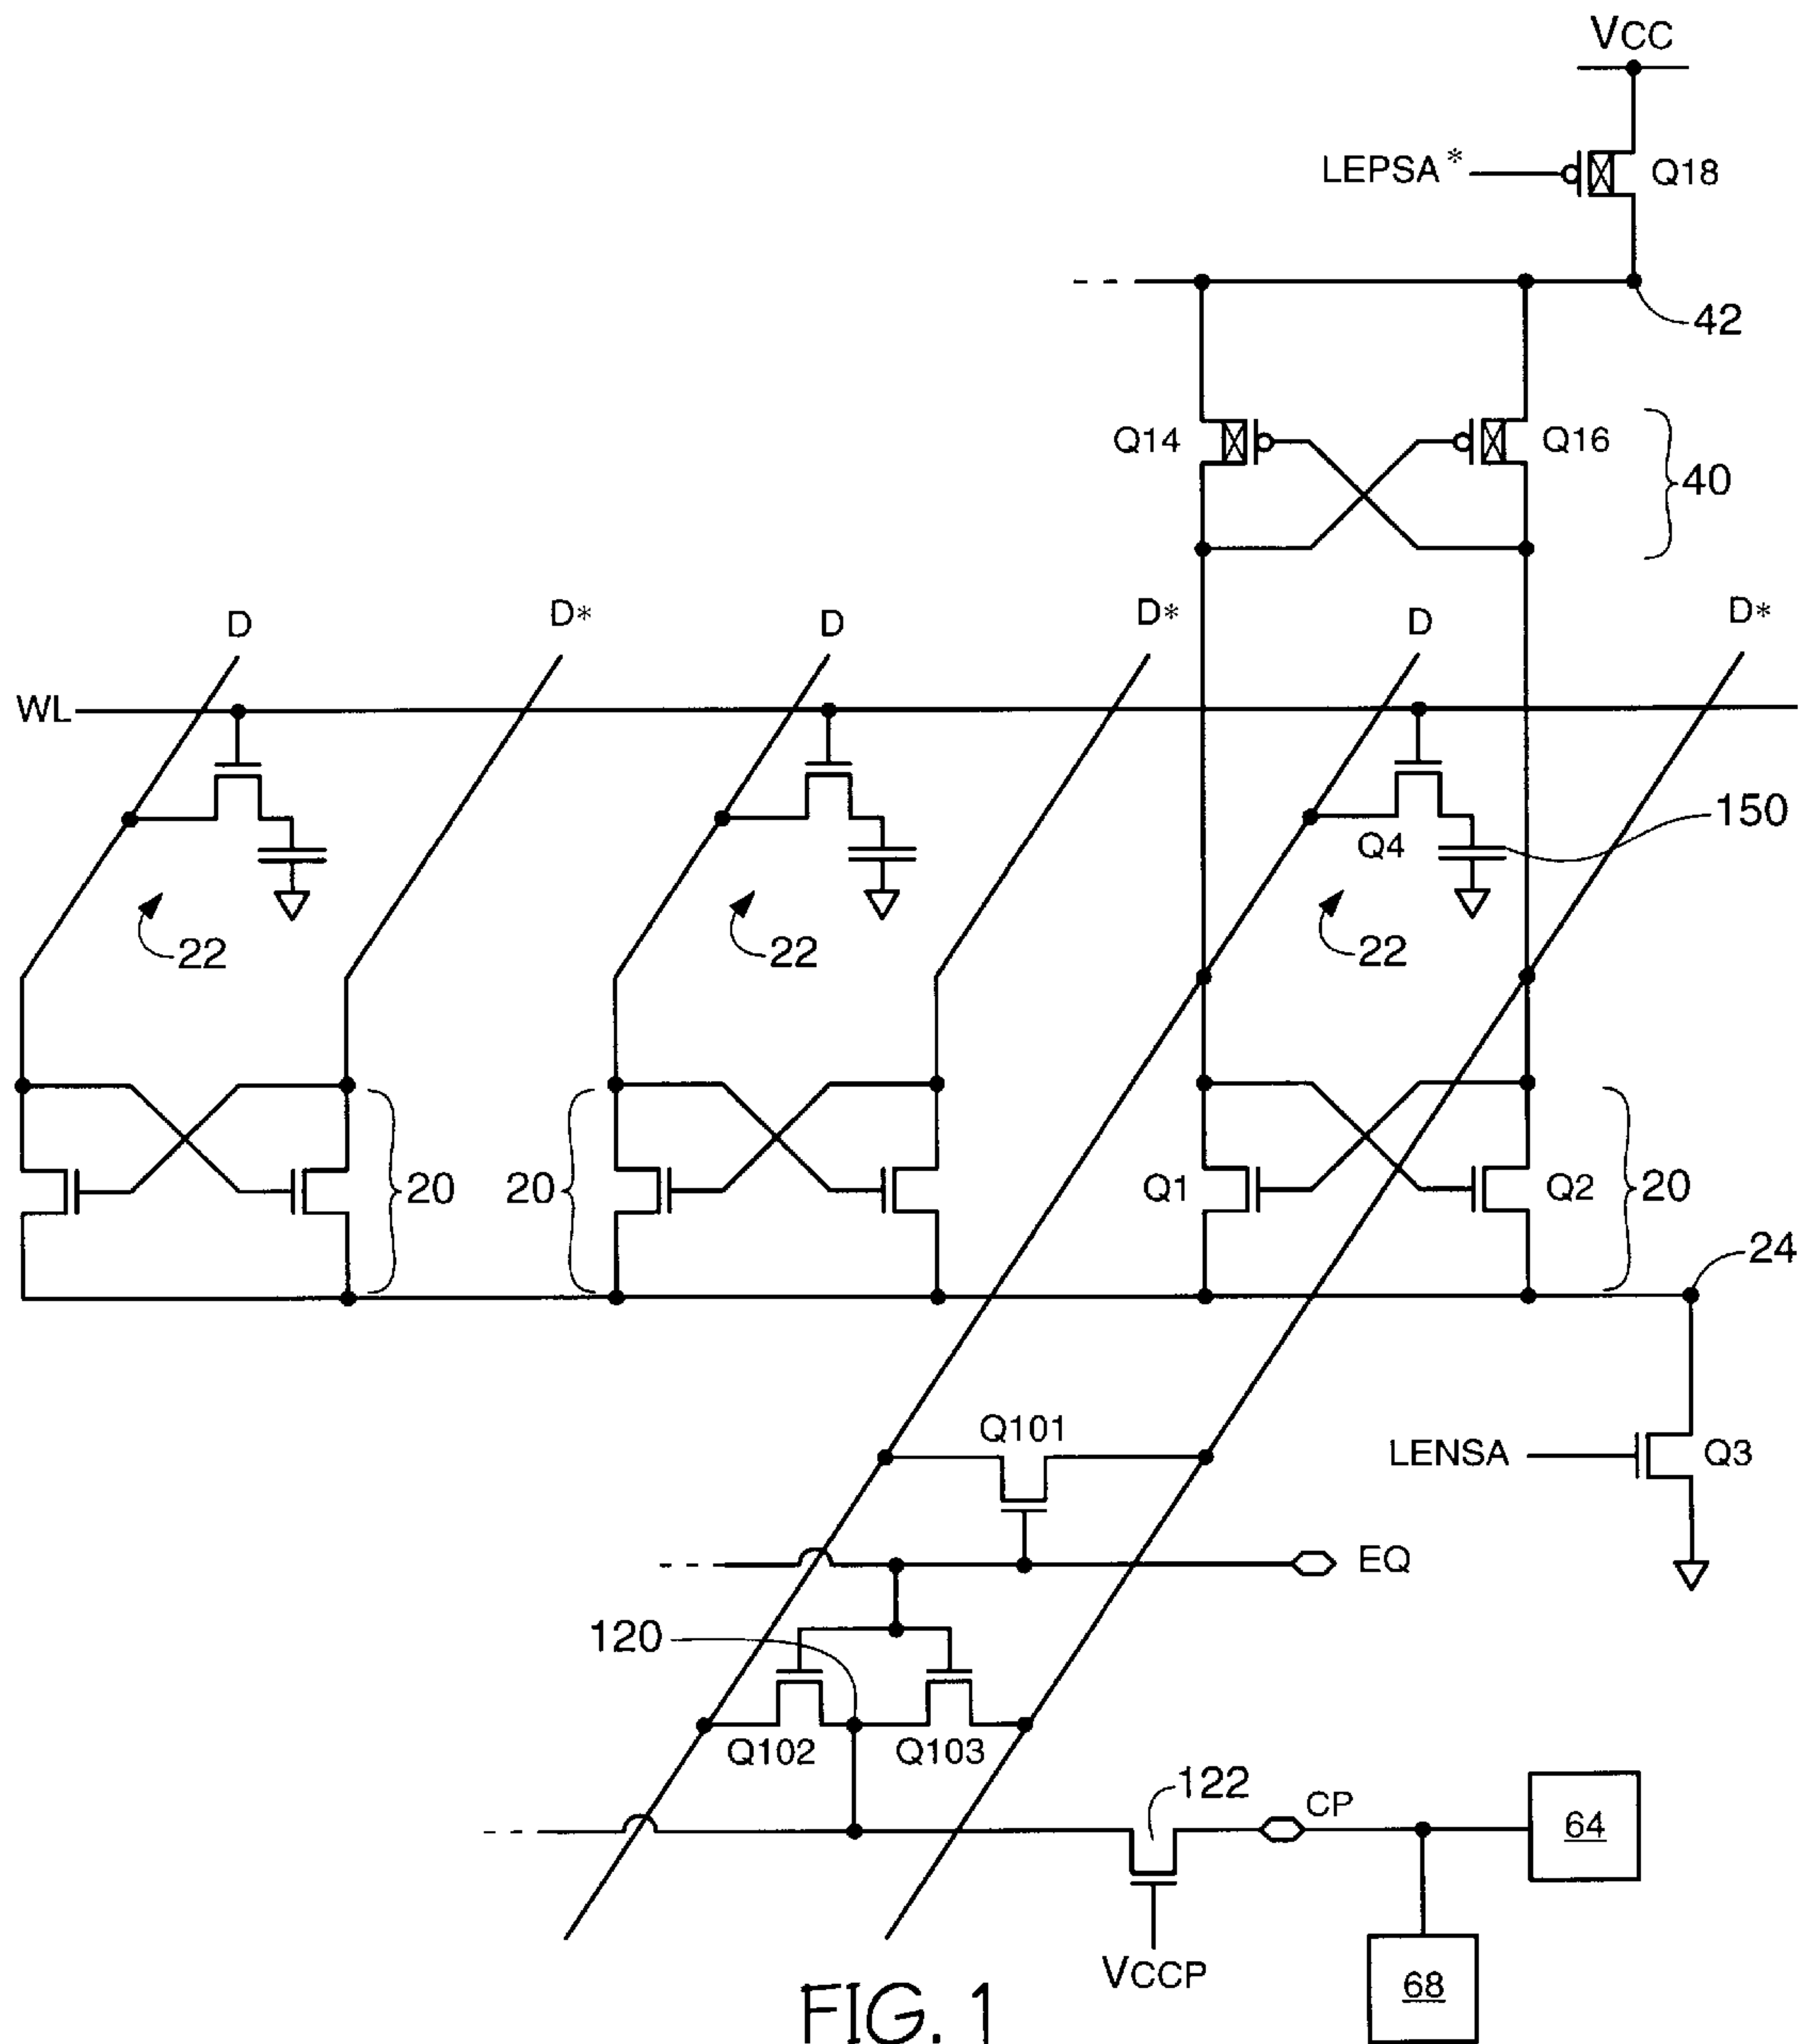 VCC
LEPSA* Q18
42
Q14 Q16
40
D D* D D* D D*
WL
150
Q4
22 22 22
20 20 Q1 Q2 20
24
Q101
LENSA Q3
EQ
120
Q102 Q103
122 CP
64
VCCP
68
FIG. 1